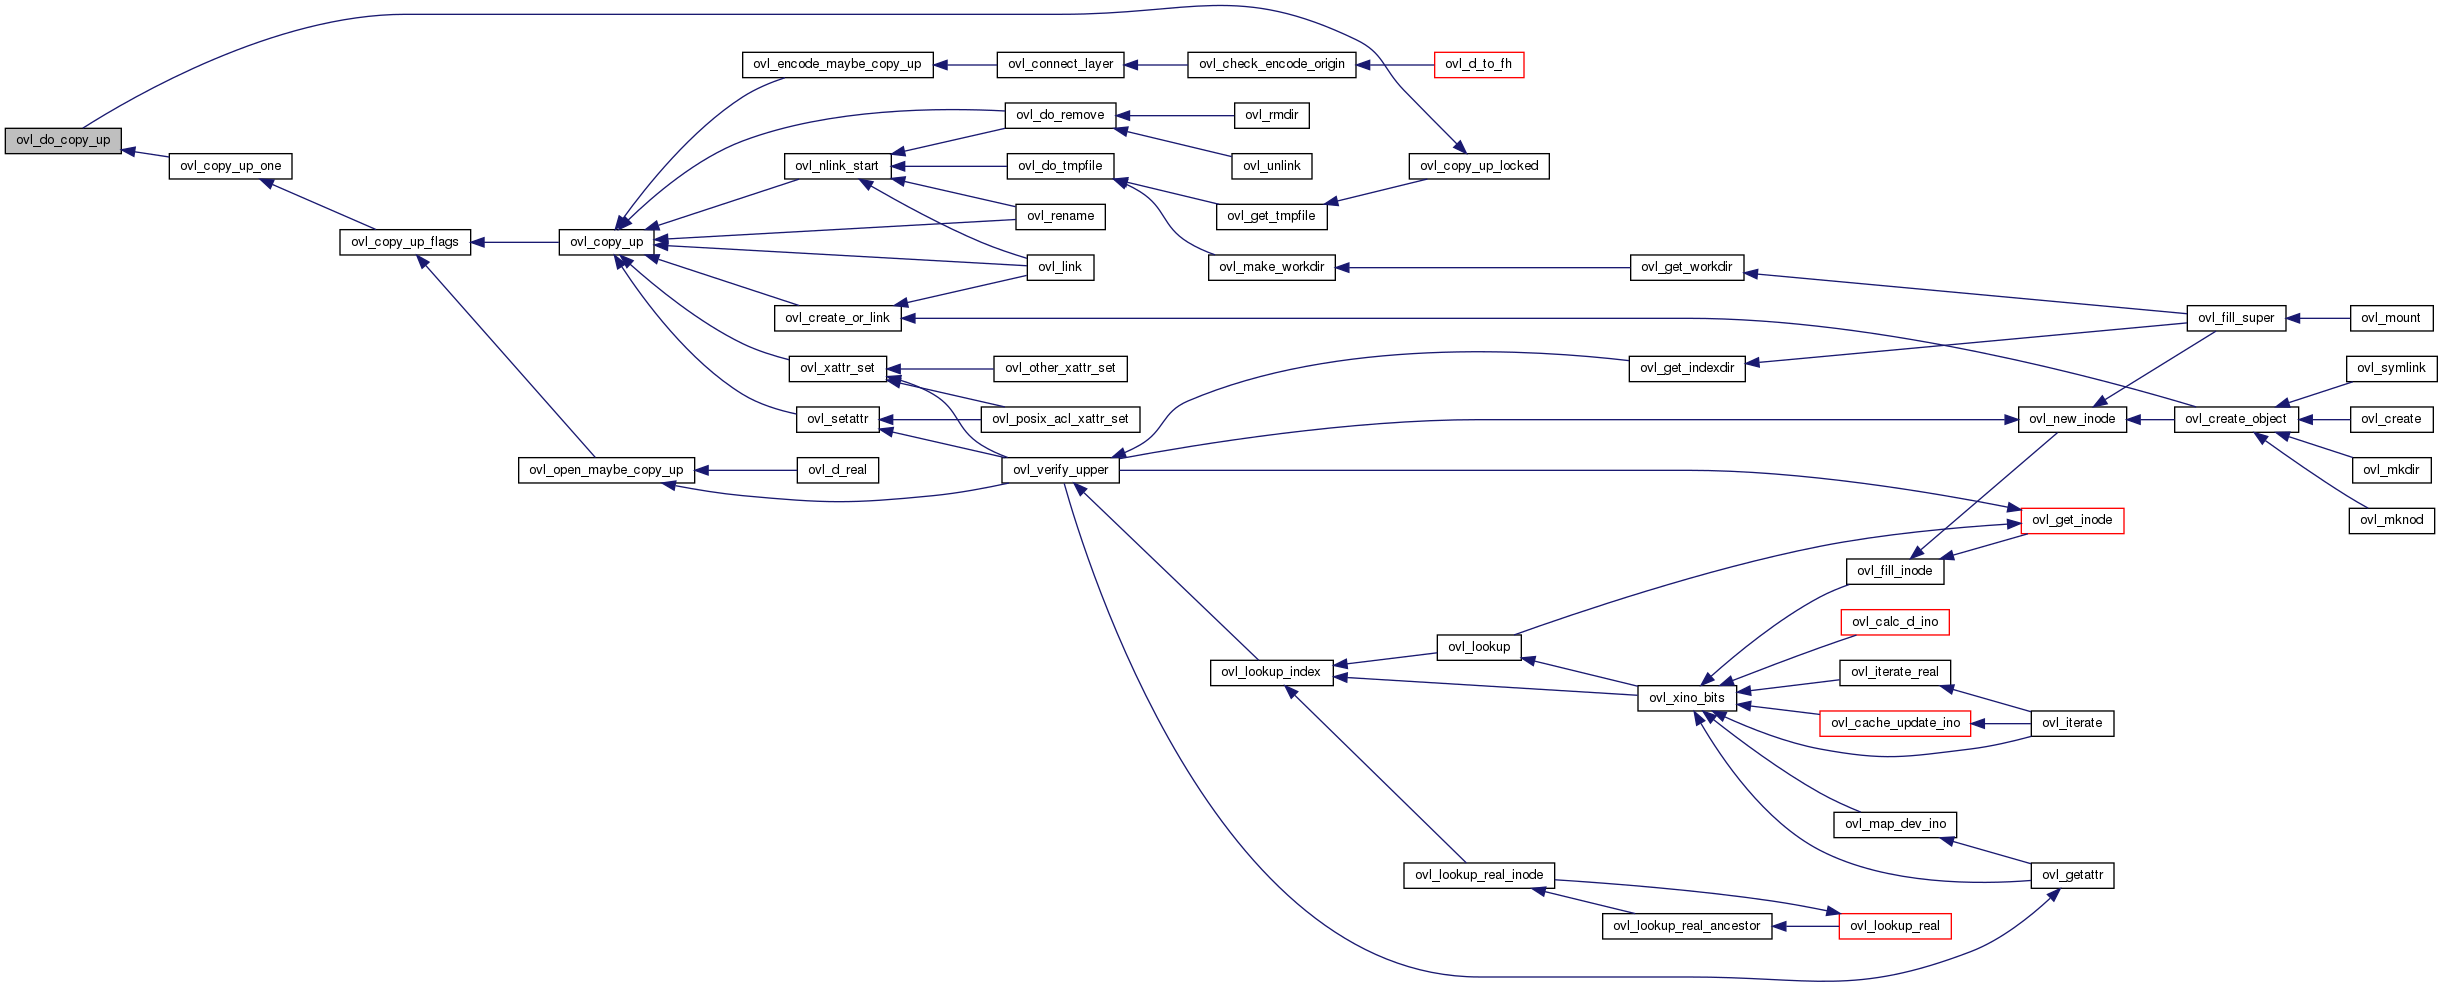 ovl_do_copy_up
ovl_copy_up_one
ovl_copy_up_flags
ovl_copy_up
ovl_open_maybe_copy_up
ovl_encode_maybe_copy_up
ovl_connect_layer
ovl_check_encode_origin
ovl_d_to_fh
ovl_do_remove
ovl_rmdir
ovl_unlink
ovl_nlink_start
ovl_do_tmpfile
ovl_copy_up_locked
ovl_rename
ovl_get_tmpfile
ovl_link
ovl_make_workdir
ovl_get_workdir
ovl_create_or_link
ovl_fill_super
ovl_mount
ovl_xattr_set
ovl_other_xattr_set
ovl_get_indexdir
ovl_symlink
ovl_setattr
ovl_posix_acl_xattr_set
ovl_new_inode
ovl_create_object
ovl_create
ovl_d_real
ovl_verify_upper
ovl_mkdir
ovl_get_inode
ovl_mknod
ovl_fill_inode
ovl_calc_d_ino
ovl_lookup
ovl_lookup_index
ovl_iterate_real
ovl_xino_bits
ovl_cache_update_ino
ovl_iterate
ovl_map_dev_ino
ovl_lookup_real_inode
ovl_getattr
ovl_lookup_real_ancestor
ovl_lookup_real